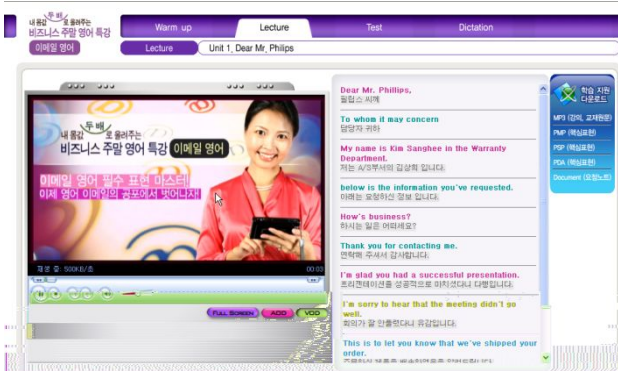 내 몸값 두 배로 올려주는
비즈니스 주말 영어 특강
이메일 영어
Warm up
Lecture
Test
Dictation
Lecture
Unit 1, Dear Mr, Philips
내 몸값 두 배로 올려주는
비즈니스 주말 영어 특강 이메일 영어
이메일 영어 필수 표현 마스터!
이제 영어 이메일의 공포에서 벗어나자!
재생 중: 500KB/초
00:03
FULL SCREEN
ADD
VOD
Dear Mr. Phillips,
필립스 씨께
To whom it may concern
담당자 귀하
My name is Kim Sanghee in the Warranty
Department.
저는 A/S부서의 김상희 입니다.
below is the information you've requested.
아래는 요청하신 정보 입니다.
How's business?
하시는 일은 어떠세요?
Thank you for contacting me.
연락해 주셔서 감사합니다.
I'm glad you had a successful presentation.
프리젠테이션을 성공적으로 마치셨다니 다행입니다.
I'm sorry to hear that the meeting didn't go
well.
회의가 잘 안풀렸다니 유감입니다.
This is to let you know that we've shipped your
order.
학습 지원
다운로드
MP3 (강의, 교재원문)
PMP (핵심표현)
PSP (핵심표현)
PDA (핵심표현)
Document (요점노트)